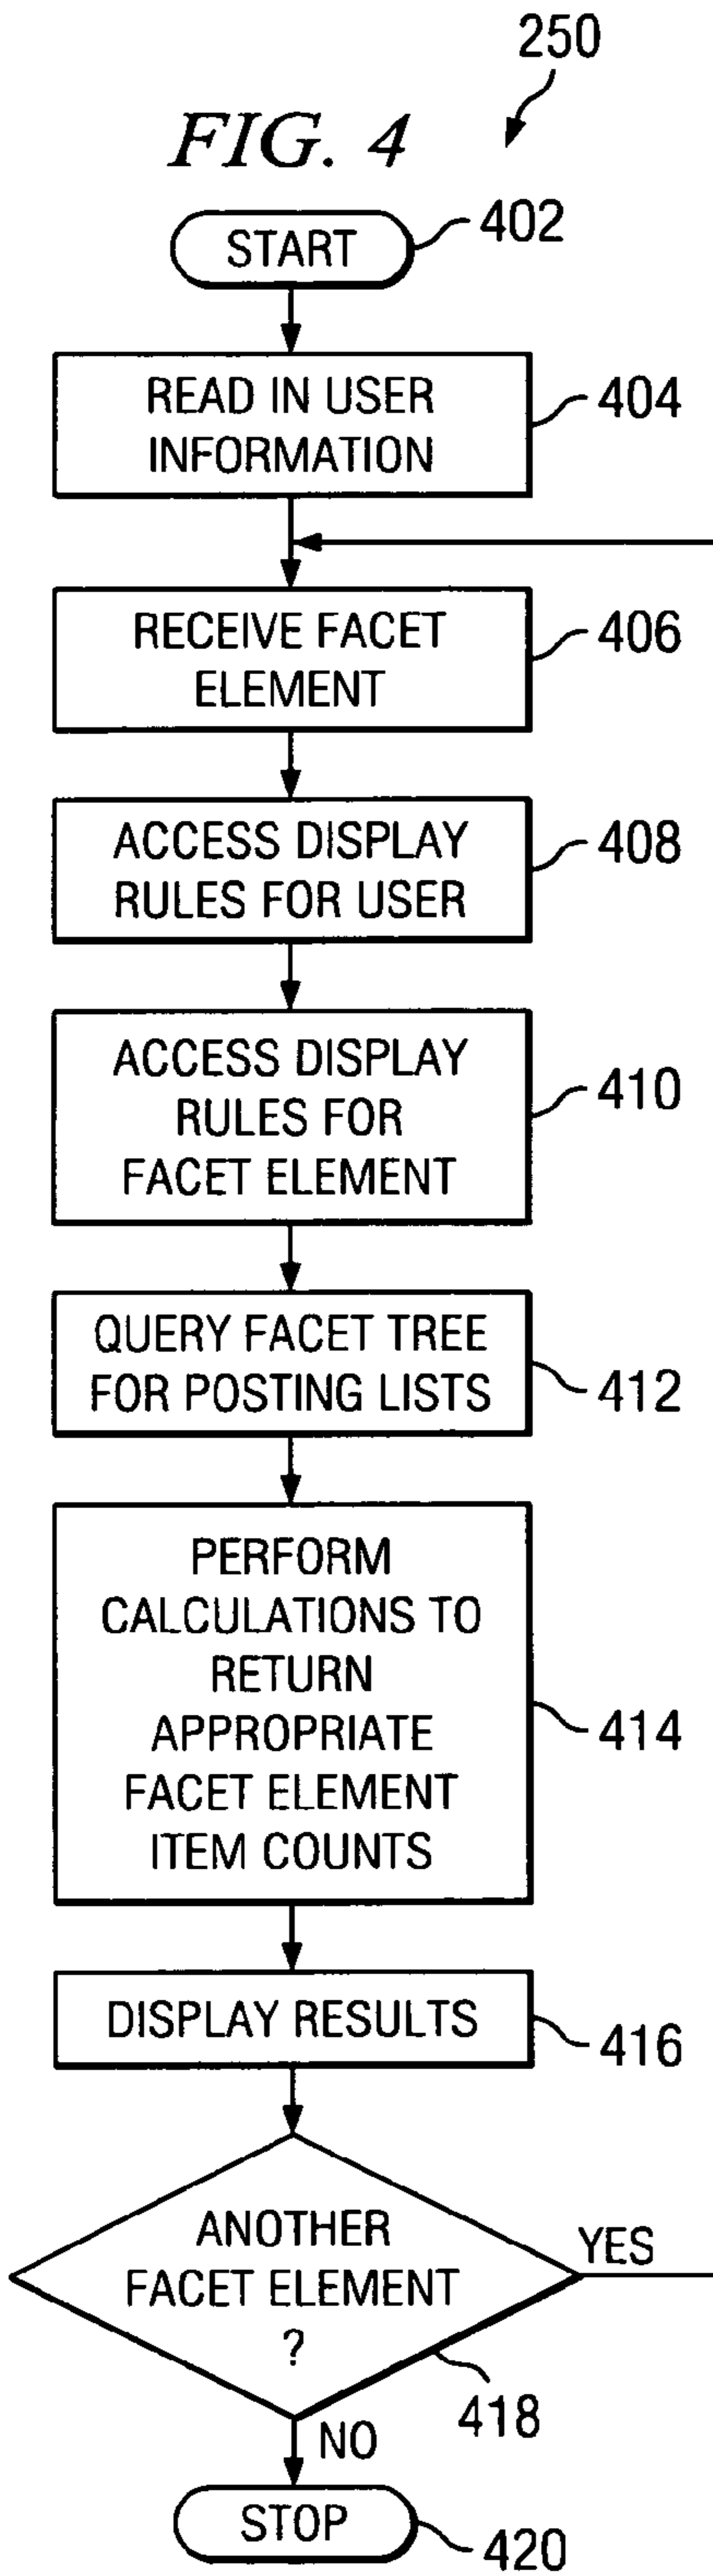 250
FIG. 4
START
402
READ IN USER
INFORMATION
404
RECEIVE FACET
ELEMENT
406
ACCESS DISPLAY
RULES FOR USER
408
ACCESS DISPLAY
RULES FOR
FACET ELEMENT
410
QUERY FACET TREE
FOR POSTING LISTS
412
PERFORM
CALCULATIONS TO
RETURN
APPROPRIATE
FACET ELEMENT
ITEM COUNTS
414
DISPLAY RESULTS
416
ANOTHER
FACET ELEMENT
?
YES
418
NO
STOP
420